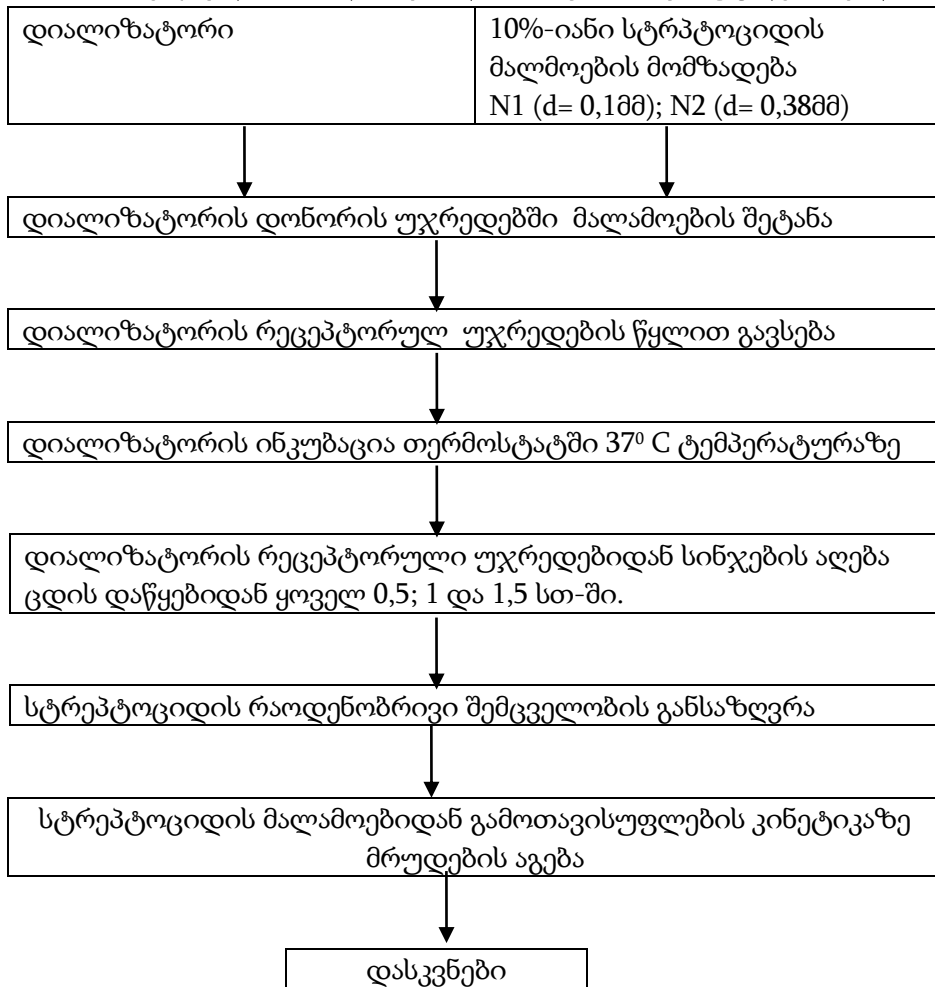 დიალიზატორი
10%-იანი სტრპტოციდის
მალმოების მომზადება
N1 (d= 0,1მმ); N2 (d= 0,38მმ)
დიალიზატორის დონორის უჯრედებში მალამოების შეტანა
დიალიზატორის რეცეპტორულ უჯრედების წყლით გავსება
დიალიზატორის ინკუბაცია თერმოსტატში 37⁰ C ტემპერატურაზე
დიალიზატორის რეცეპტორული უჯრედებიდან სინჯების აღება
ცდის დაწყებიდან ყოველ 0,5; 1 და 1,5 სთ-ში.
სტრეპტოციდის რაოდენობრივი შემცველობის განსაზღვრა
სტრეპტოციდის მალამოებიდან გამოთავისუფლების კინეტიკაზე
მრუდების აგება
დასკვნები